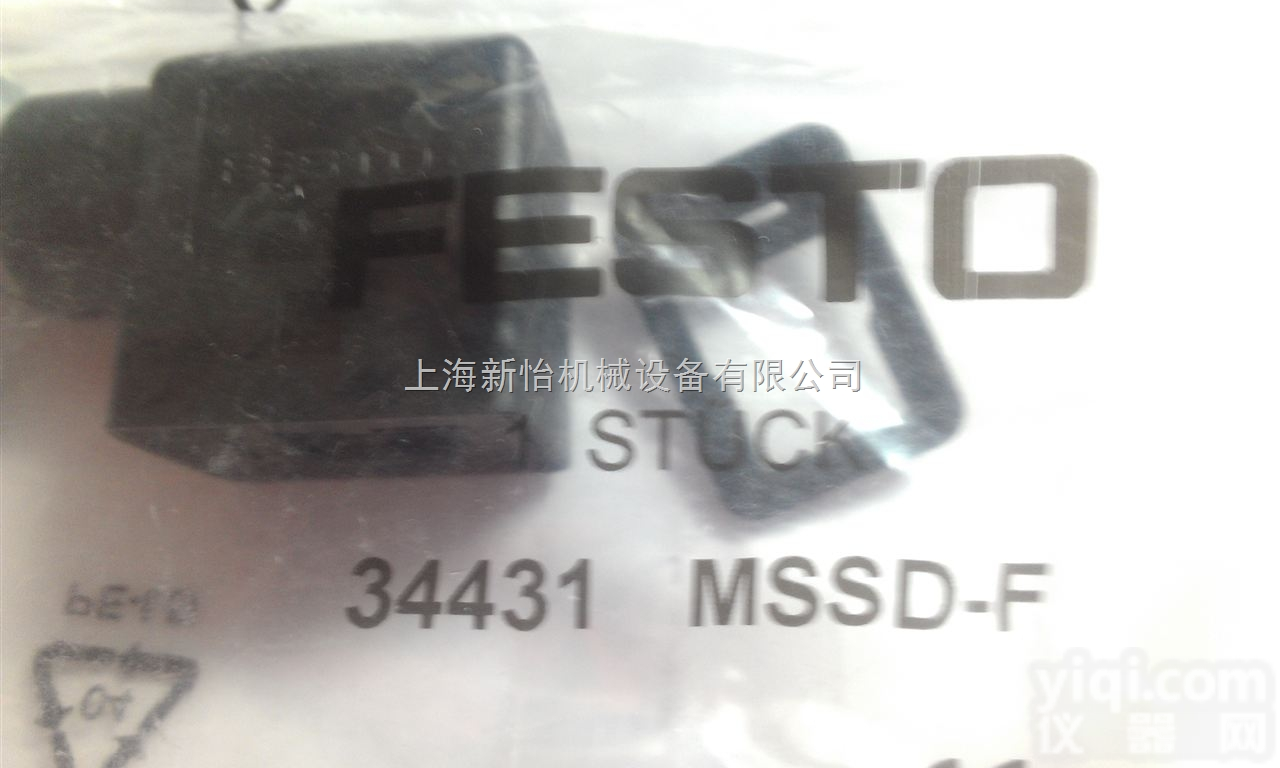 FESTO
上海新怡机械设备有限公司
1 STÜCK
34431 MSSD-F
yiqi.com
仪器网